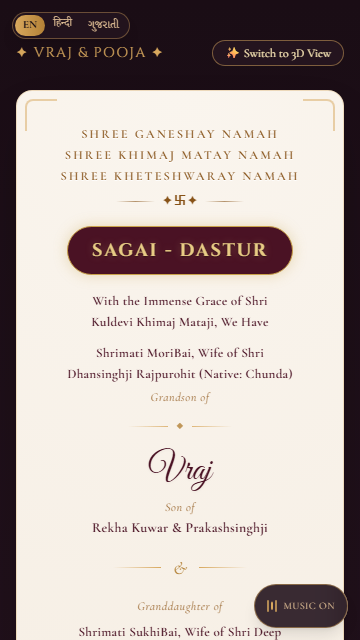 EN हिन्दी ગુજરાતી
✦ VRAJ & POOJA ✦
✨ Switch to 3D View
SHREE GANESHAY NAMAH
SHREE KHIMAJ MATAY NAMAH
SHREE KHETESHWARAY NAMAH
✦卐✦
SAGAI - DASTUR
With the Immense Grace of Shri
Kuldevi Khimaj Mataji, We Have
Shrimati MoriBai, Wife of Shri
Dhansinghji Rajpurohit (Native: Chunda)
Grandson of
Vraj
Son of
Rekha Kuwar & Prakashsinghji
&
Granddaughter of
Shrimati SukhiBai, Wife of Shri Deep
MUSIC ON